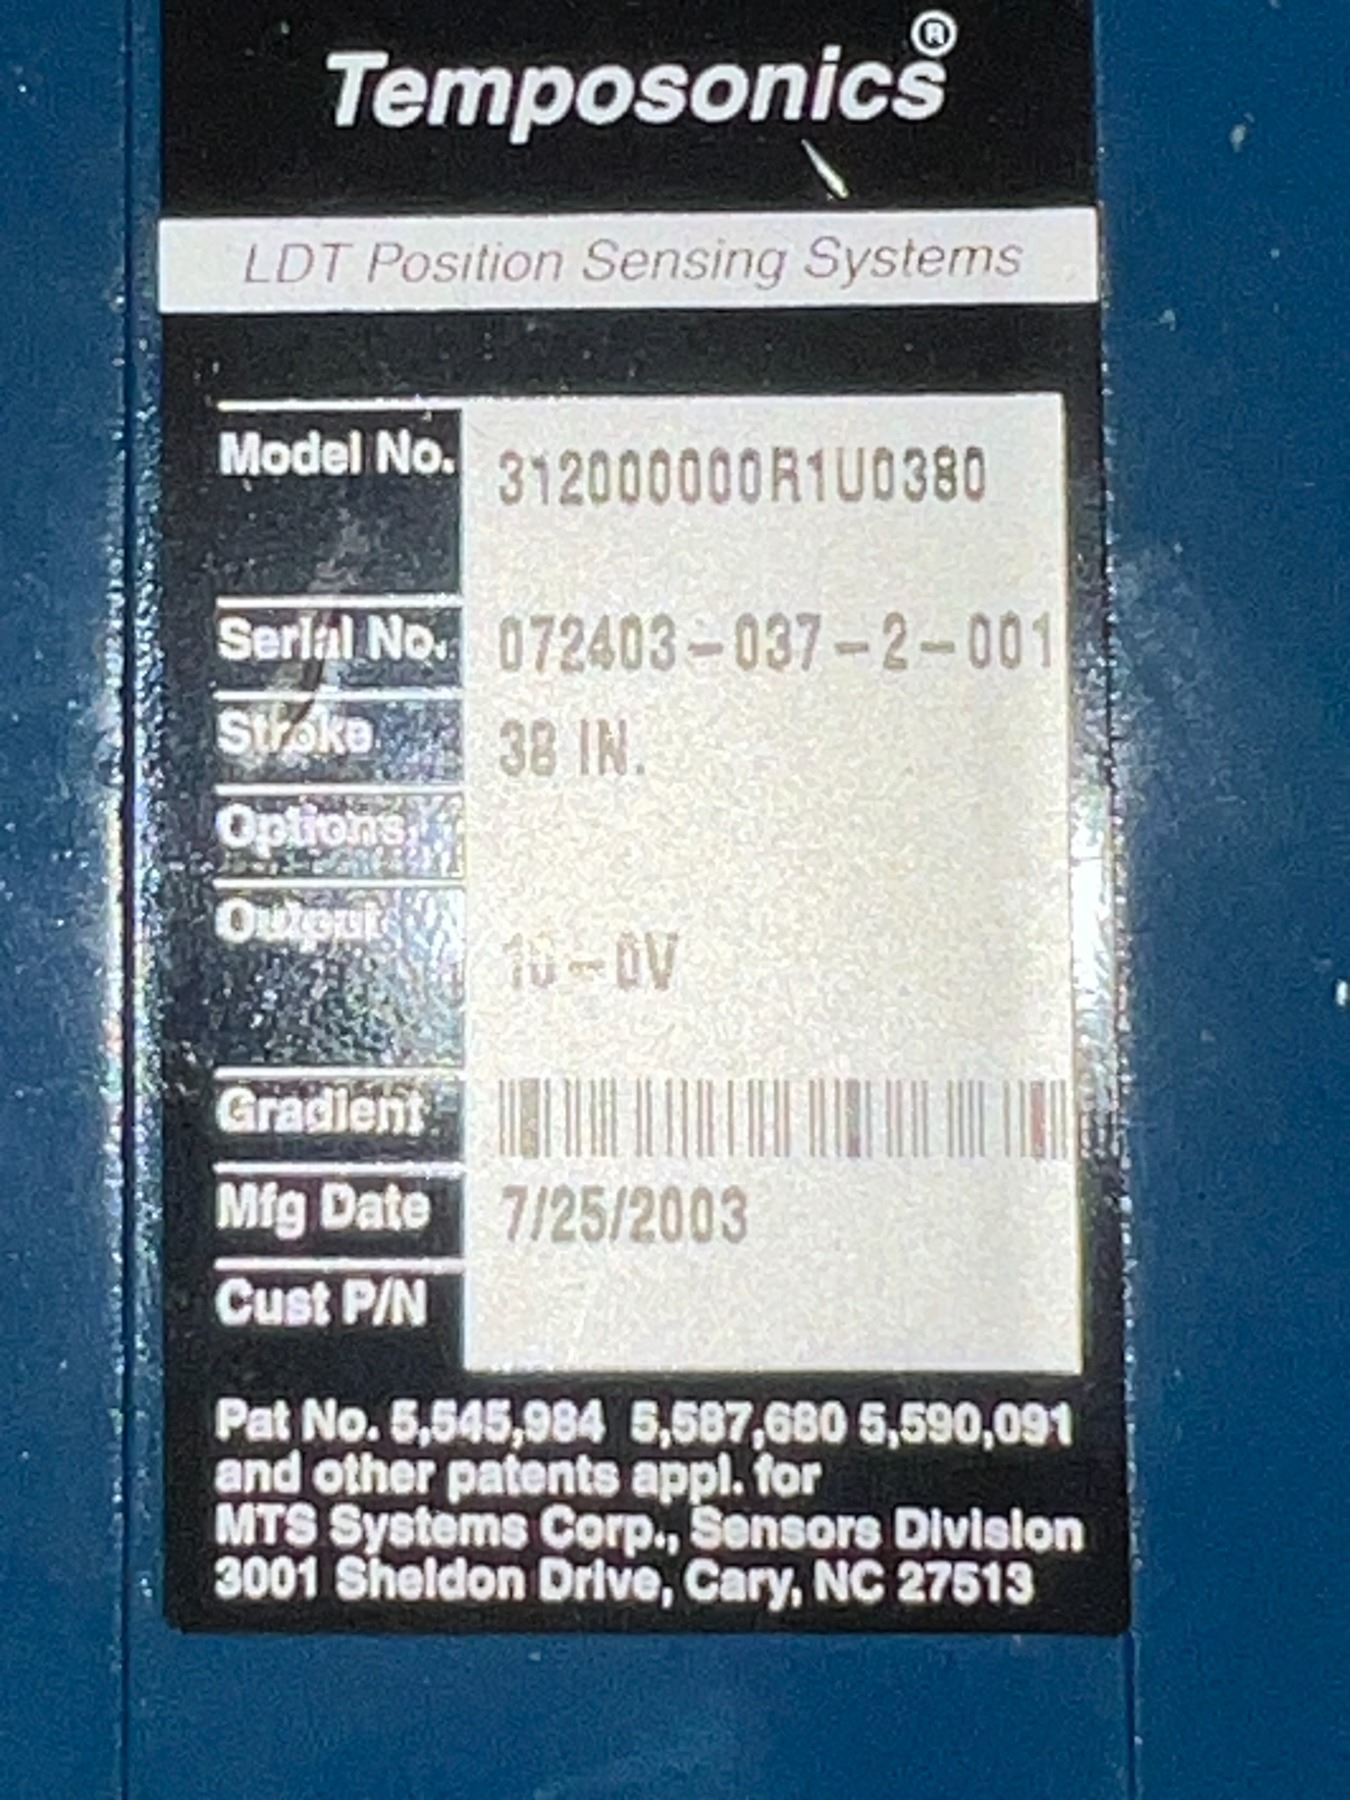 Temposonics®
LDT Position Sensing Systems
Model No. 312000000R1U0380
Serial No. 072403-037-2-001
Stroke 38 IN.
Options
Output
10-0V
Gradient
Mfg Date 7/25/2003
Cust P/N
Pat No. 5,545,984 5,587,680 5,590,091
and other patents appl. for
MTS Systems Corp., Sensors Division
3001 Sheldon Drive, Cary, NC 27513